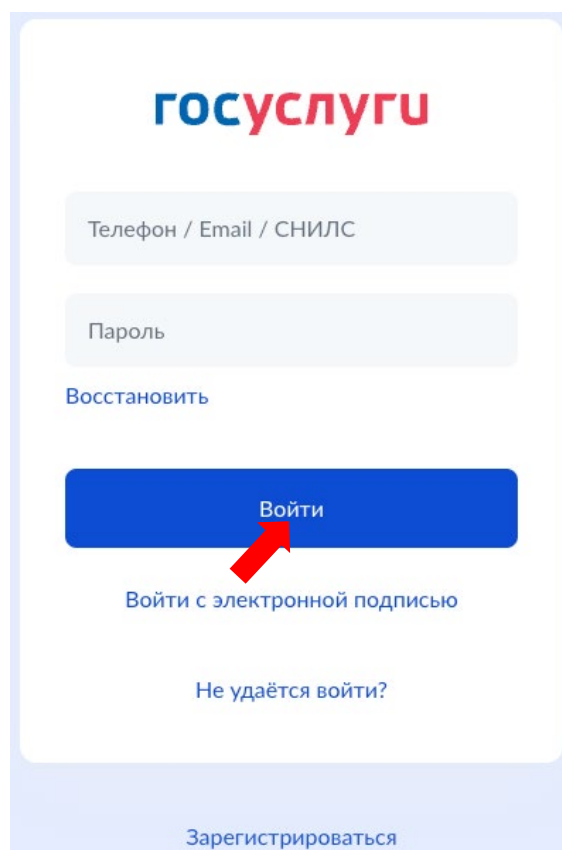 госуслуги
Телефон / Email / СНИЛС
Пароль
Восстановить
Войти
Войти с электронной подписью
Не удаётся войти?
Зарегистрироваться